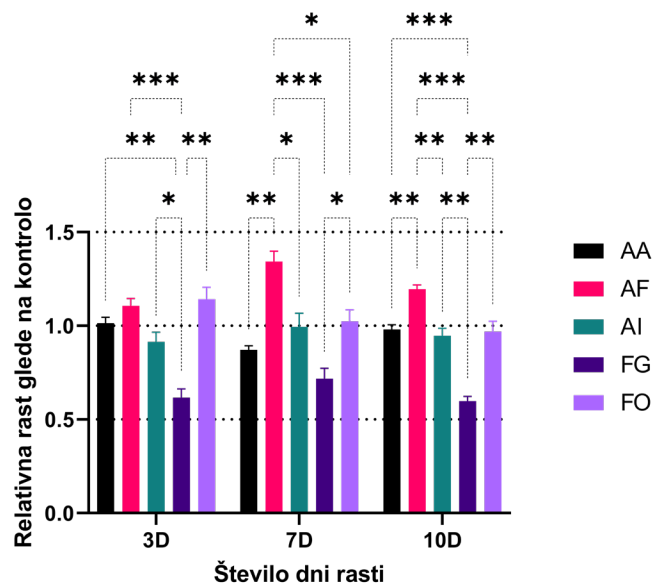 * ***
*** *** ***
** ** * **  **
* ** * ** **
1.5
1.0
0.5
0.0
Relativna rast glede na kontrolo
3D 7D 10D
Število dni rasti
AA
AF
AI
FG
FO